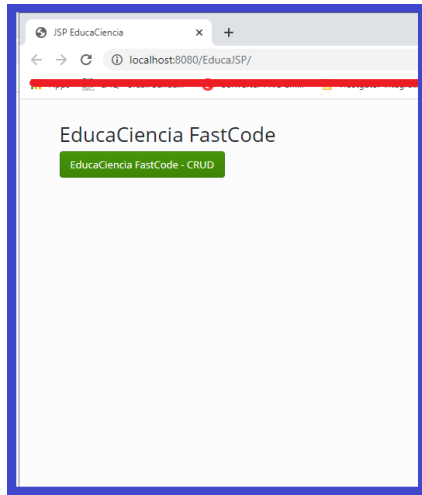 JSP EducaCiencia
localhost:8080/EducaJSP/
EducaCiencia FastCode
EducaCiencia FastCode - CRUD